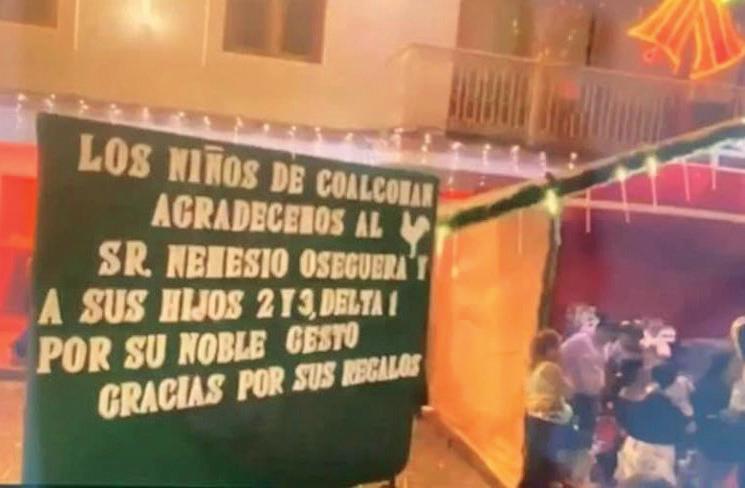 LOS NIÑOS DE COALCOMAN
AGRADECEMOS AL
SR. NEMESIO OSEGUERA Y
A SUS HIJOS 2 Y 3, DELTA 1
POR SU NOBLE GESTO
GRACIAS POR SUS REGALOS